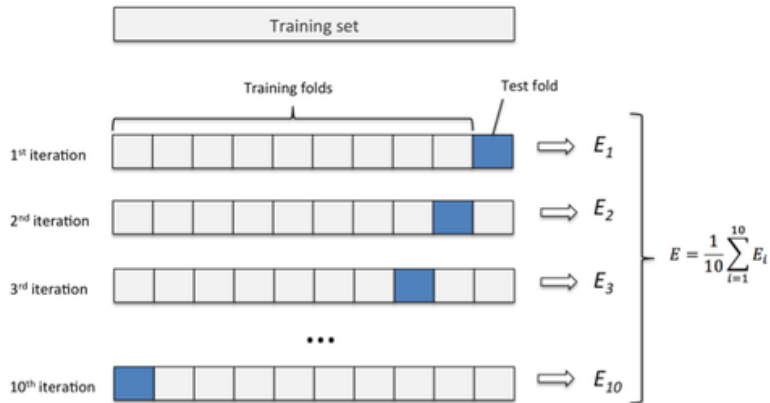 Training set
Training folds
Test fold
1st iteration
E1
2nd iteration
E2
3rd iteration
E3
E = 1/10 10∑i=1 Ei
...
10th iteration
E10